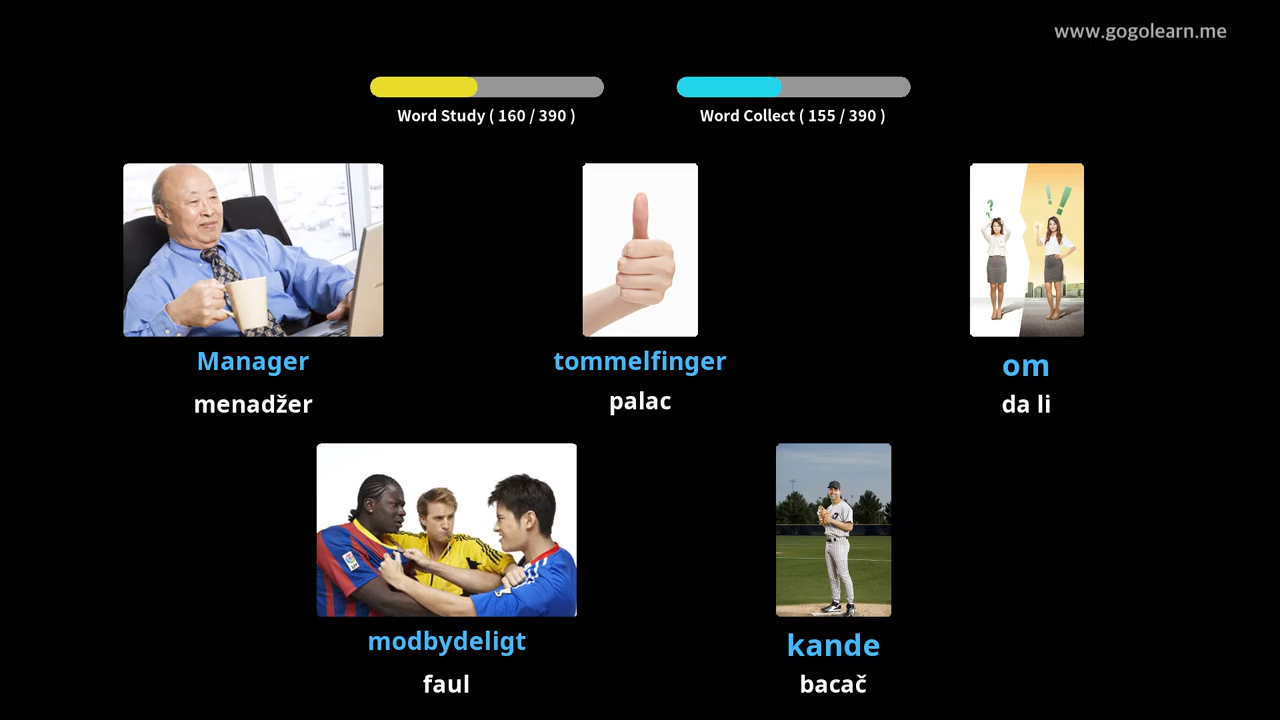 www.gogolearn.me
Word Study ( 160 / 390 )
Word Collect ( 155 / 390 )
Manager
menadžer
tommelfinger
palac
om
da li
modbydeligt
faul
kande
bacač